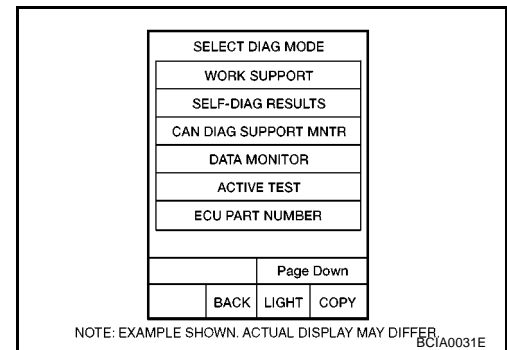 SELECT DIAG MODE
WORK SUPPORT
SELF-DIAG RESULTS
CAN DIAG SUPPORT MNTR
DATA MONITOR
ACTIVE TEST
ECU PART NUMBER
Page Down
BACK LIGHT COPY
NOTE: EXAMPLE SHOWN. ACTUAL DISPLAY MAY DIFFER.
BCIA0031E